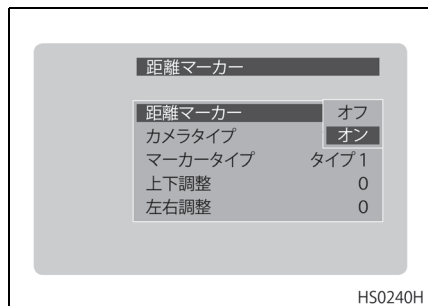 距離マーカー
距離マーカー オフ
カメラタイプ オン
マーカータイプ タイプ1
上下調整 0
左右調整 0
HS0240H